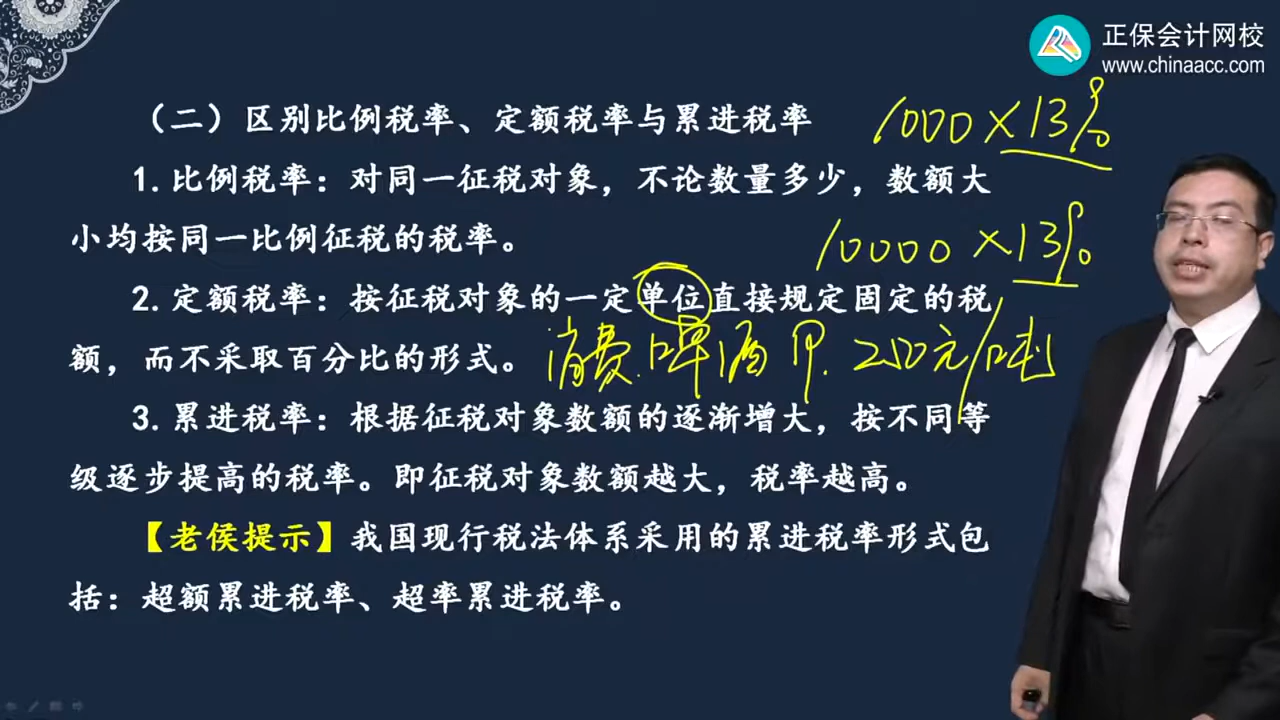 正保会计网校
www.chinaacc.com
（二）区别比例税率、定额税率与累进税率
1000×13%
1.比例税率：对同一征税对象，不论数量多少，数额大
小均按同一比例征税的税率。
10000×13%
2.定额税率：按征税对象的一定单位直接规定固定的税
额，而不采取百分比的形式。
消费.啤酒 甲.250元/吨
3.累进税率：根据征税对象数额的逐渐增大，按不同等
级逐步提高的税率。即征税对象数额越大，税率越高。
【老侯提示】我国现行税法体系采用的累进税率形式包
括：超额累进税率、超率累进税率。